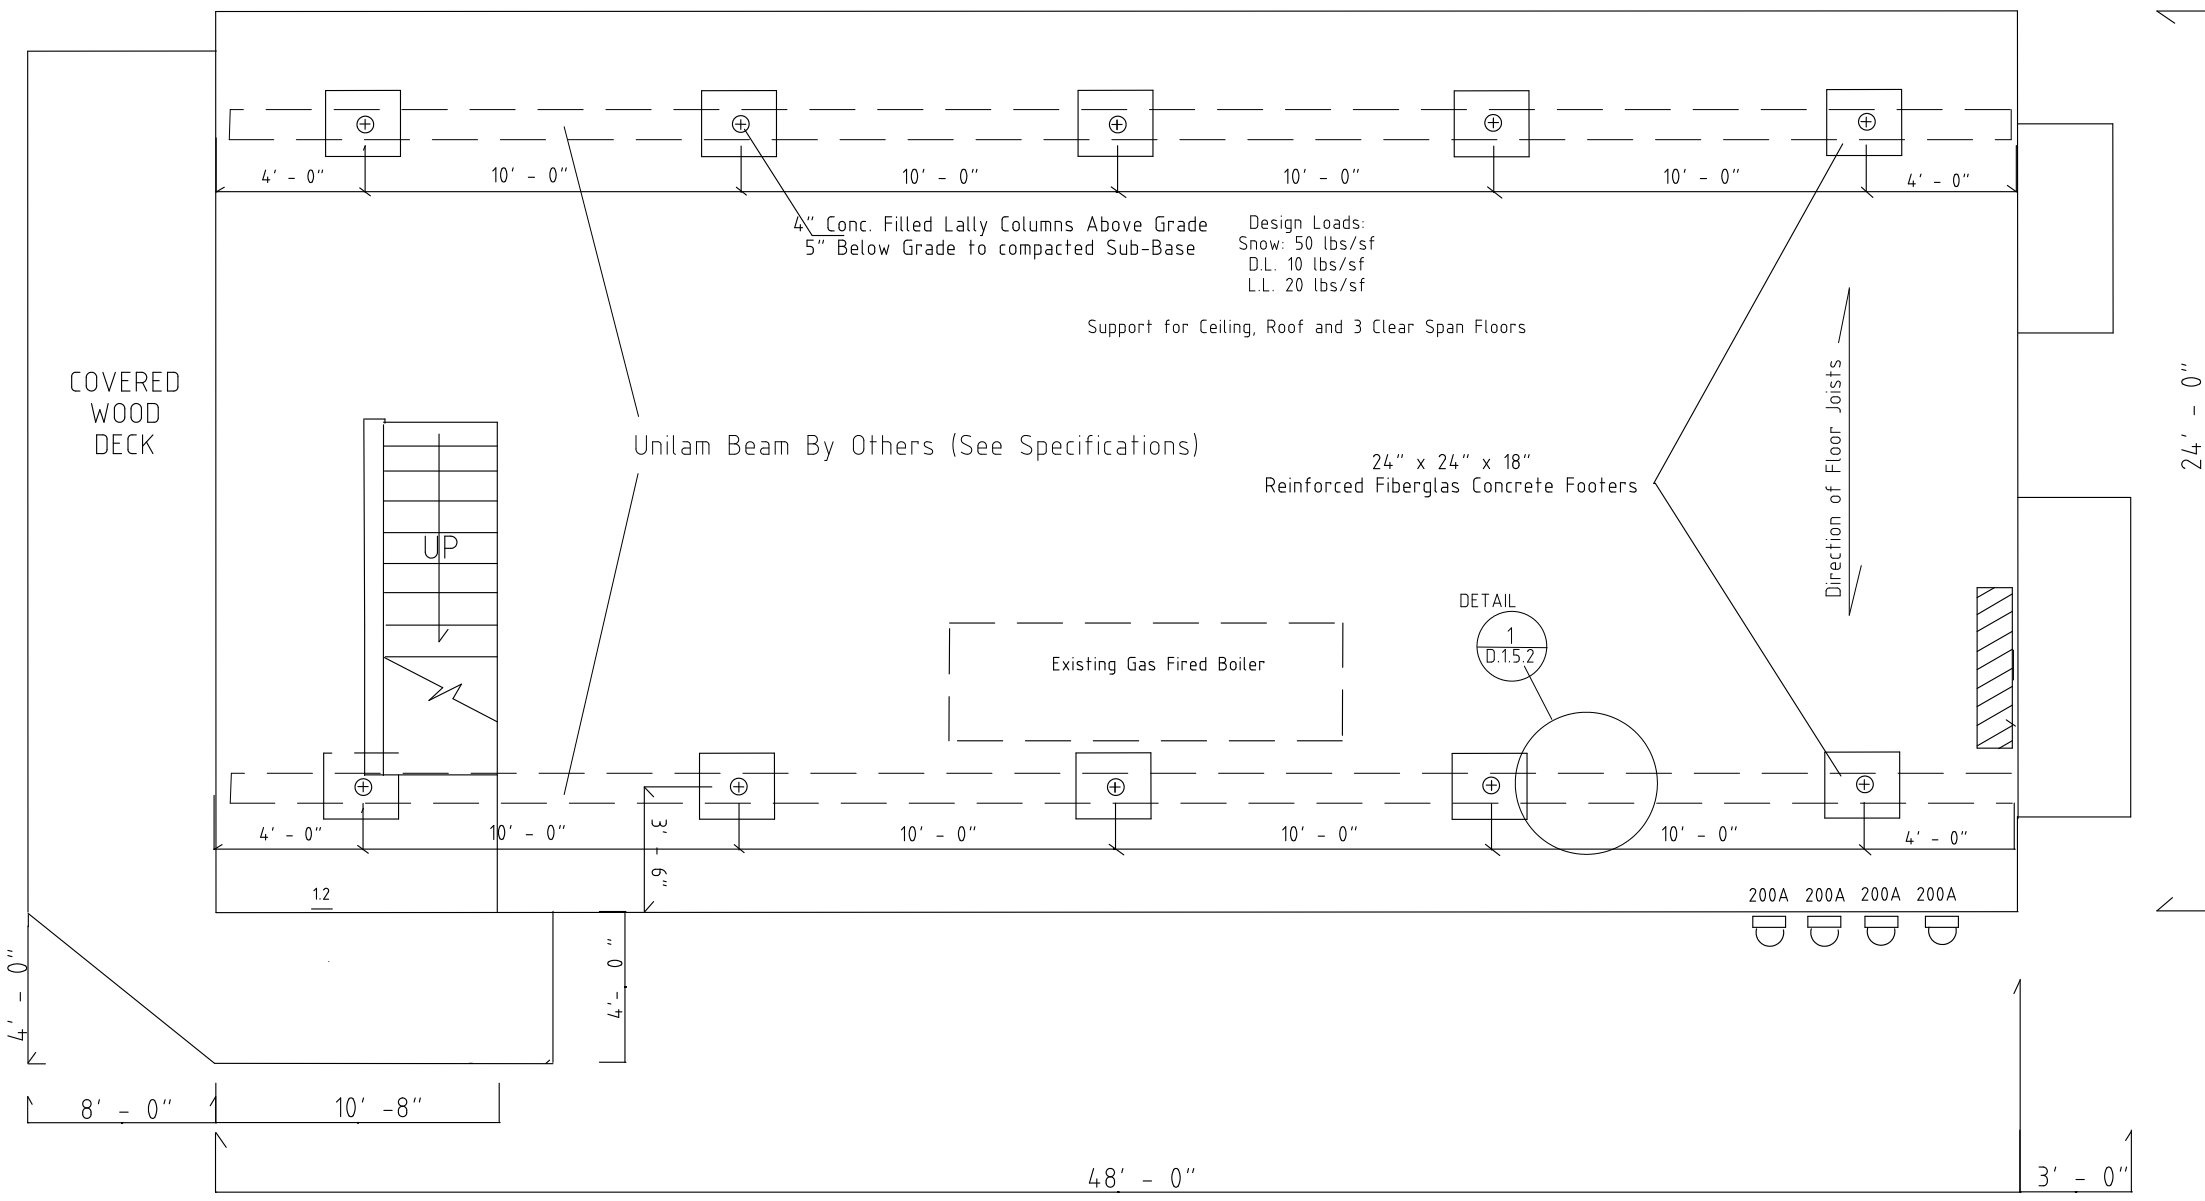 4' - 0"
10' - 0"
10' - 0"
10' - 0"
10' - 0"
4' - 0"
4" Conc. Filled Lally Columns Above Grade
5" Below Grade to compacted Sub-Base
Design Loads:
Snow: 50 lbs/sf
D.L. 10 lbs/sf
L.L. 20 lbs/sf
Support for Ceiling, Roof and 3 Clear Span Floors
COVERED
WOOD
DECK
Unilam Beam By Others (See Specifications)
24" x 24" x 18"
Reinforced Fiberglas Concrete Footers
Direction of Floor Joists
24' - 0"
UP
DETAIL
1
D.1.5.2
Existing Gas Fired Boiler
4' - 0"
10' - 0"
3' - 6"
10' - 0"
10' - 0"
10' - 0"
4' - 0"
1.2
200A 200A 200A 200A
4' - 0"
4'- 0 "
8' - 0"
10' -8"
48' - 0"
3' - 0"